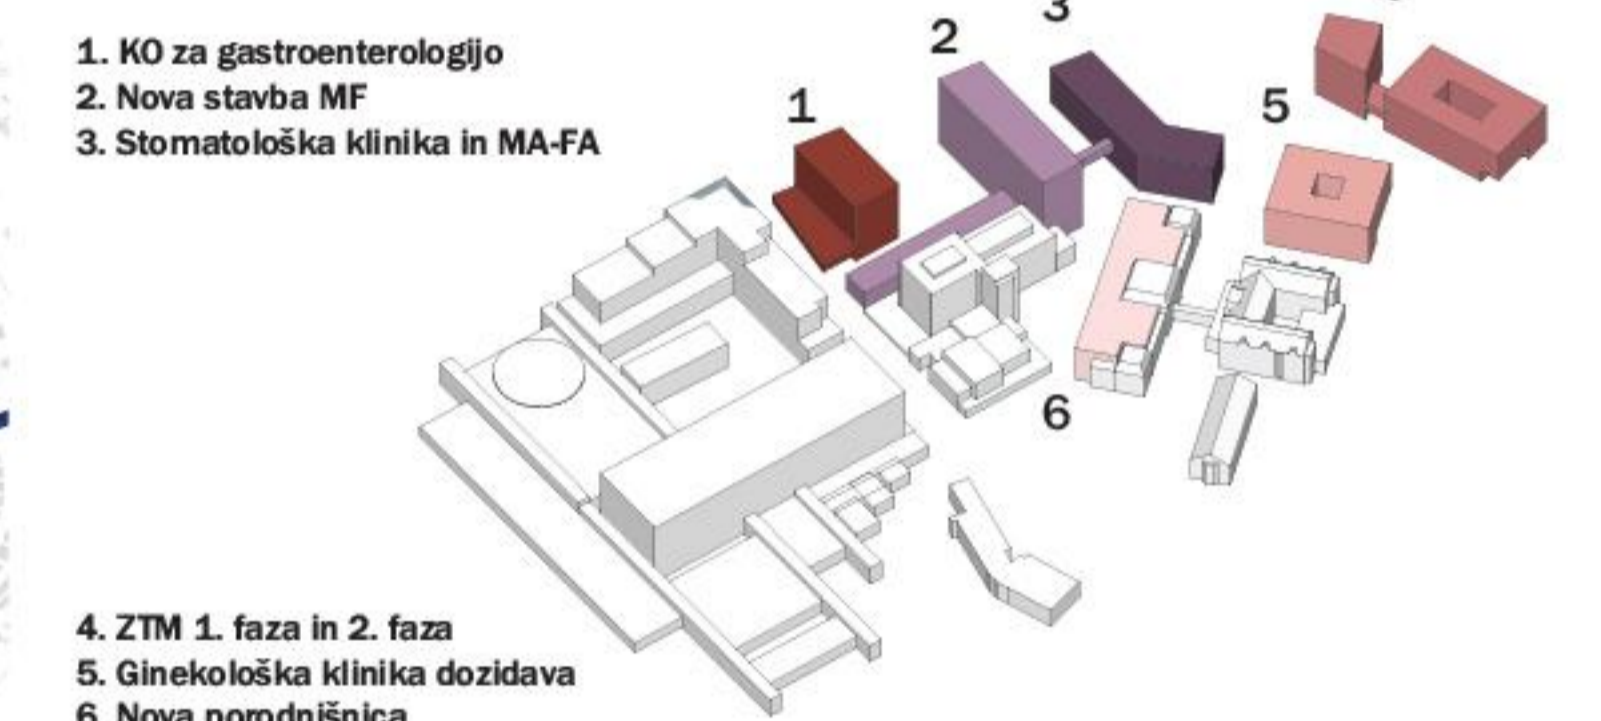 1. KO za gastroenterologijo
2. Nova stavba MF
3. Stomatološka klinika in MA-FA
3
2
1
5
6
4. ZTM 1. faza in 2. faza
5. Ginekološka klinika dozidava
6. Nova porodnišnica